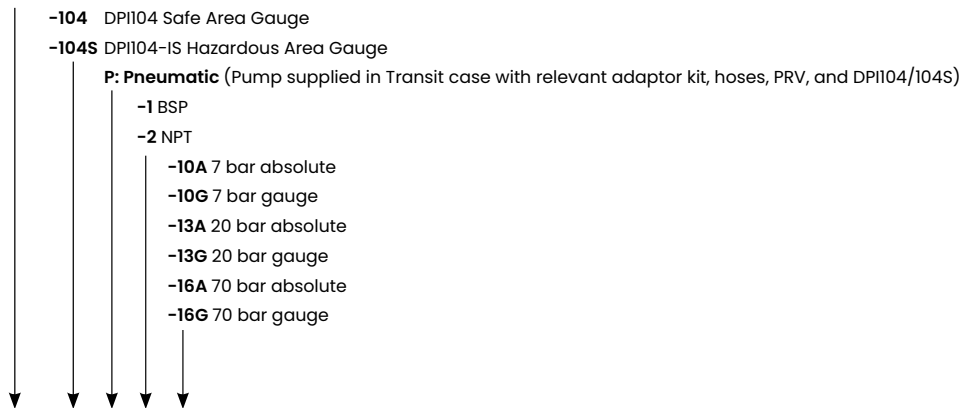 -104 DPI104 Safe Area Gauge
-104S DPI104-IS Hazardous Area Gauge
P: Pneumatic (Pump supplied in Transit case with relevant adaptor kit, hoses, PRV, and DPI104/104S)
-1 BSP
-2 NPT
-10A 7 bar absolute
-10G 7 bar gauge
-13A 20 bar absolute
-13G 20 bar gauge
-16A 70 bar absolute
-16G 70 bar gauge